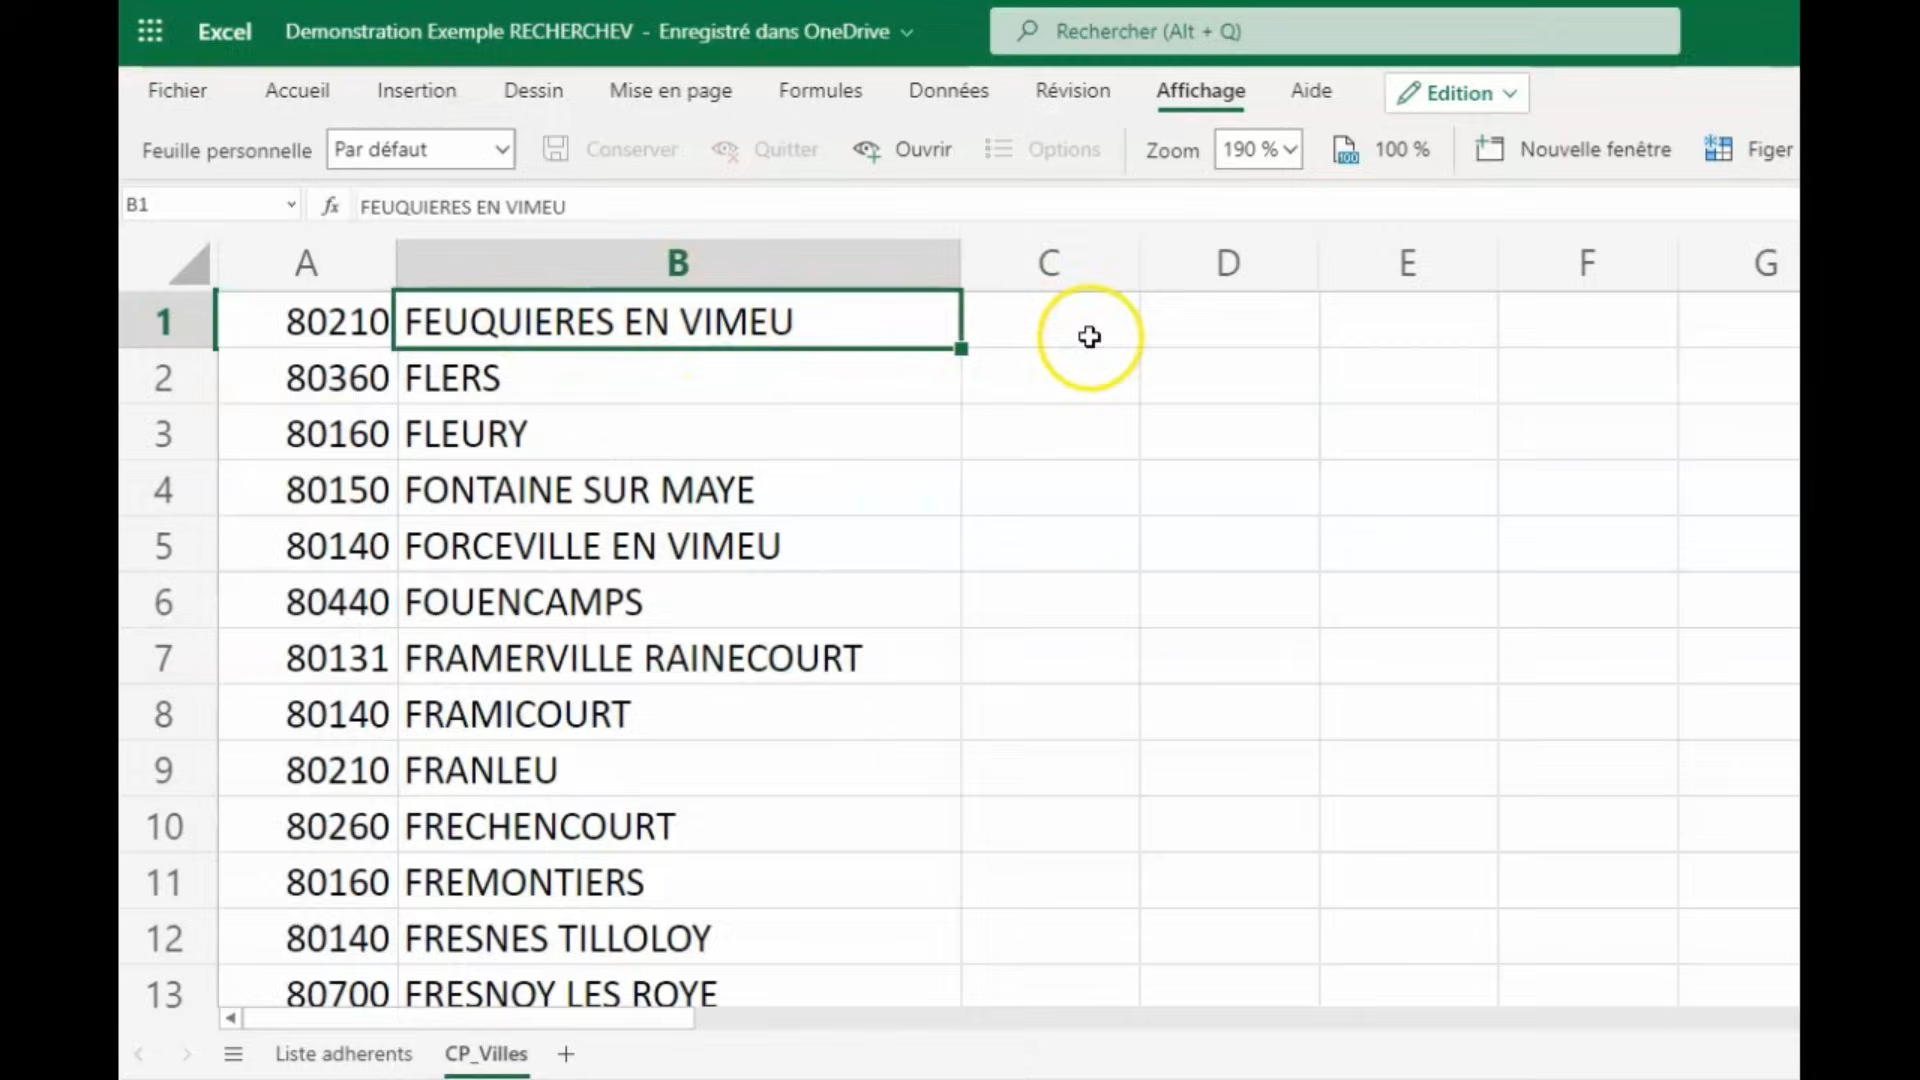 Excel Demonstration Exemple RECHERCHEV - Enregistré dans OneDrive Rechercher (Alt + Q)
Fichier Accueil Insertion Dessin Mise en page Formules Données Révision Affichage Aide Edition
Feuille personnelle Par défaut Conserver Quitter Ouvrir Options Zoom 190 % 100 100 % Nouvelle fenêtre Figer
B1 fx FEUQUIERES EN VIMEU
A B C D E F G
1 80210 FEUQUIERES EN VIMEU
2 80360 FLERS
3 80160 FLEURY
4 80150 FONTAINE SUR MAYE
5 80140 FORCEVILLE EN VIMEU
6 80440 FOUENCAMPS
7 80131 FRAMERVILLE RAINECOURT
8 80140 FRAMICOURT
9 80210 FRANLEU
10 80260 FRECHENCOURT
11 80160 FREMONTIERS
12 80140 FRESNES TILLOLOY
13 80700 FRESNOY LES ROYE
Liste adherents CP_Villes +